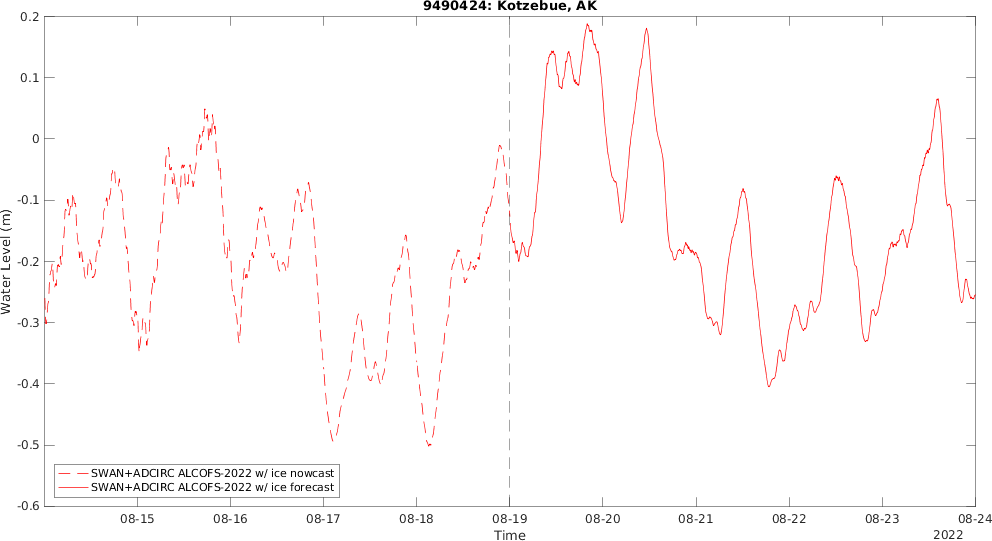 9490424: Kotzebue, AK
0.2
0.1
0
-0.1
-0.2
-0.3
-0.4
-0.5
-0.6
Water Level (m)
SWAN+ADCIRC ALCOFS-2022 w/ ice nowcast
SWAN+ADCIRC ALCOFS-2022 w/ ice forecast
08-15 08-16 08-17 08-18 08-19 08-20 08-21 08-22 08-23 08-24
Time
2022